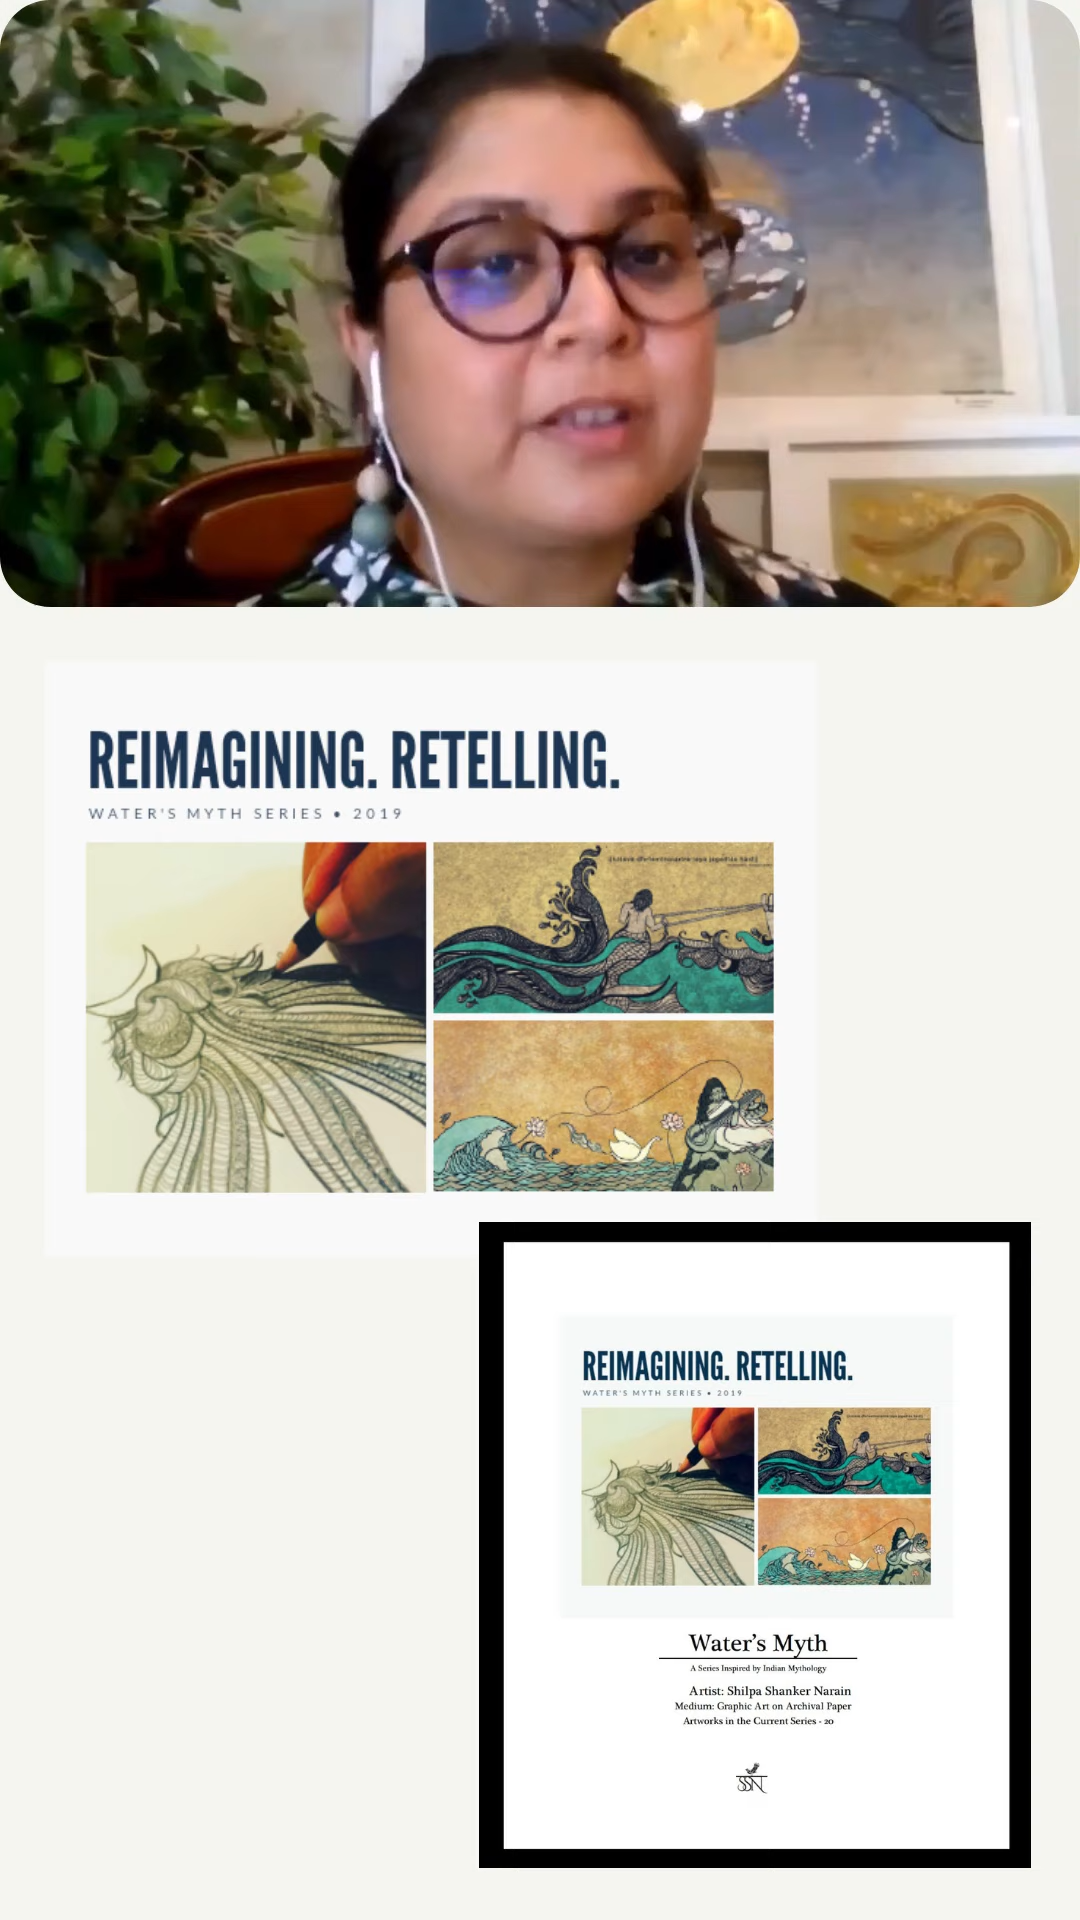 REIMAGINING. RETELLING.
WATER'S MYTH SERIES • 2019
REIMAGINING. RETELLING.
WATER'S MYTH SERIES • 2019
Water's Myth
A Series Inspired by Indian Mythology
Artist: Shilpa Shanker Narain
Medium: Graphic Art on Archival Paper
Artworks in the Current Series - 20
SSN